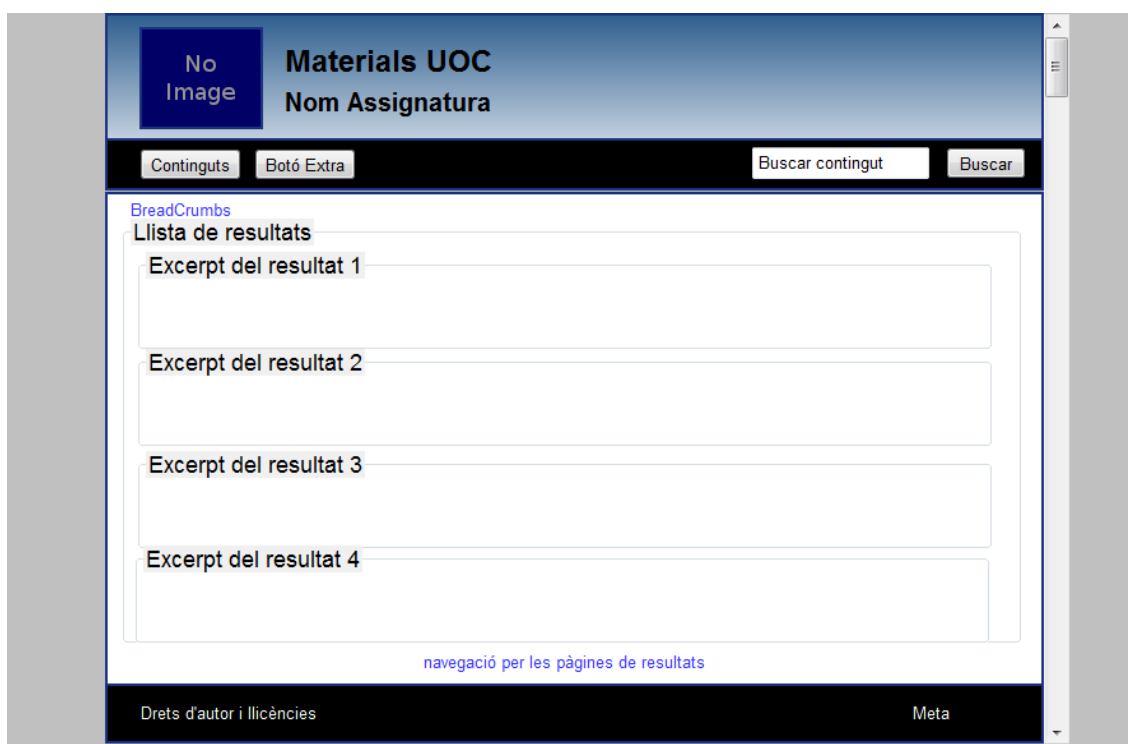 No
Image
Materials UOC
Nom Assignatura
Continguts
Botó Extra
Buscar contingut
Buscar
BreadCrumbs
Llista de resultats
Excerpt del resultat 1
Excerpt del resultat 2
Excerpt del resultat 3
Excerpt del resultat 4
navegació per les pàgines de resultats
Drets d'autor i llicències
Meta